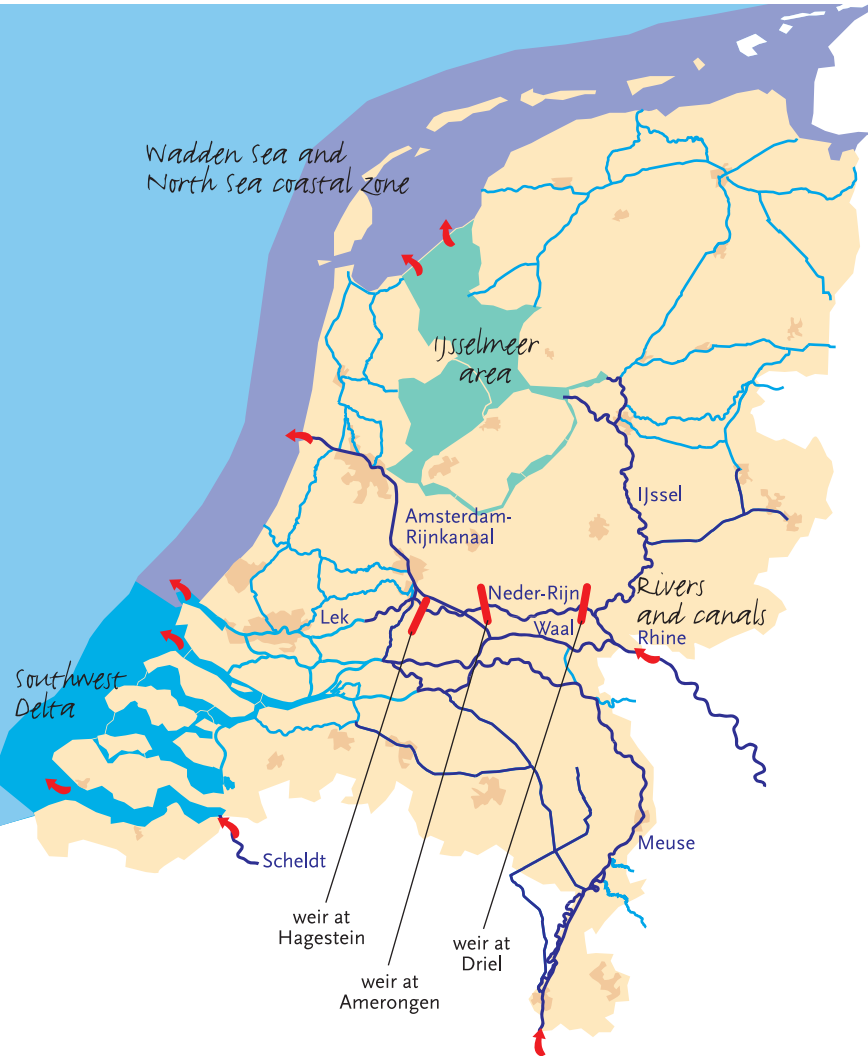 Wadden Sea and
North Sea coastal zone
IJsselmeer
area
IJssel
Amsterdam-
Rijnkanaal
Neder-Rijn
Rivers
and canals
Lek
Waal
Rhine
Southwest
Delta
Meuse
Scheldt
weir at
Hagestein
weir at
Driel
weir at
Amerongen